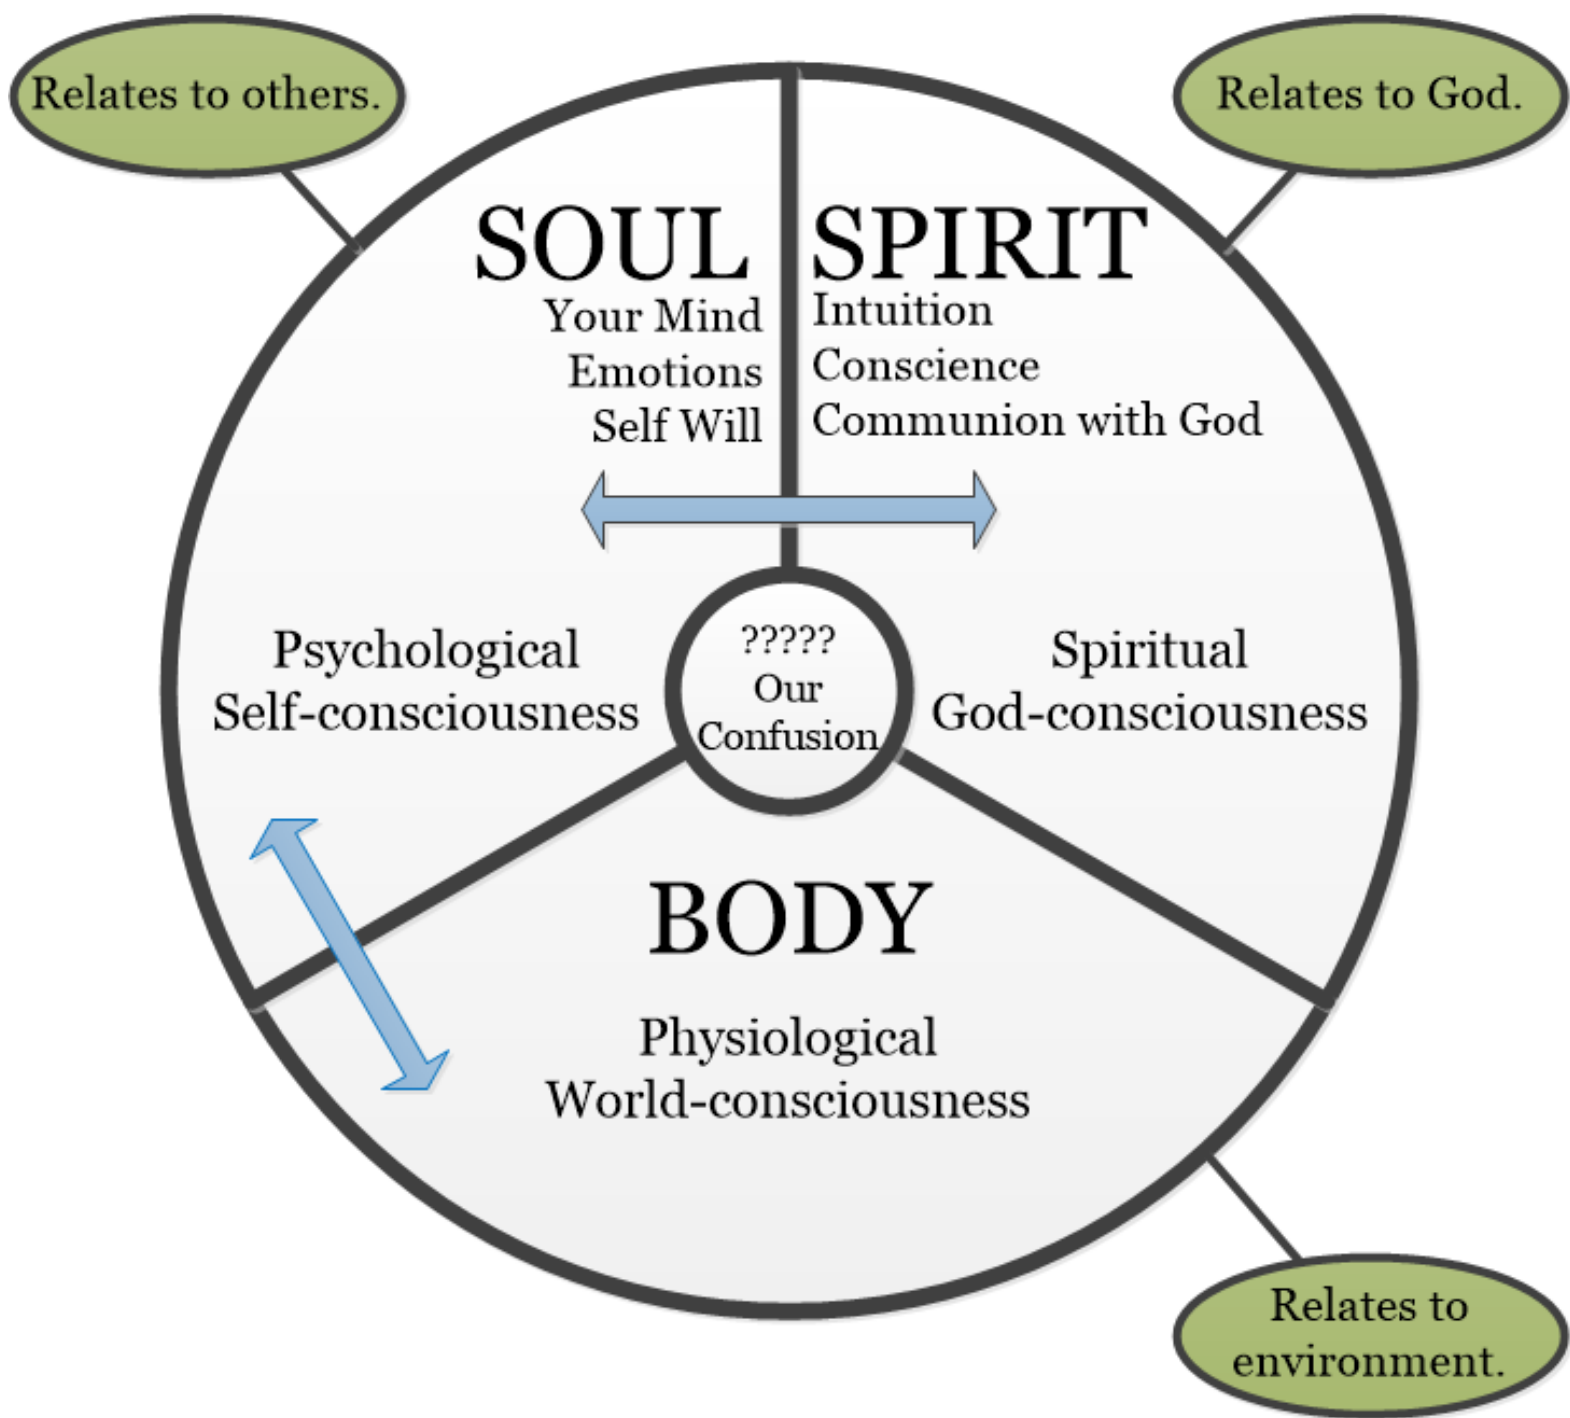 Relates to others.
Relates to God.
SOUL
Your Mind
Emotions
Self Will
SPIRIT
Intuition
Conscience
Communion with God
Psychological
Self-consciousness
?????
Our
Confusion
Spiritual
God-consciousness
BODY
Physiological
World-consciousness
Relates to
environment.